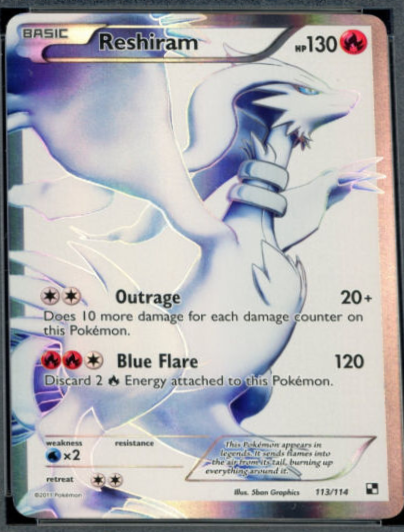 BASIC Reshiram HP130
Outrage 20+
Does 10 more damage for each damage counter on
this Pokémon.
Blue Flare 120
Discard 2 Energy attached to this Pokémon.
weakness resistance
×2
retreat
This Pokémon appears in
legends. It sends flames into
the air from its tail, burning up
everything around it.
©2011 Pokémon Illus. 5ban Graphics 113/114